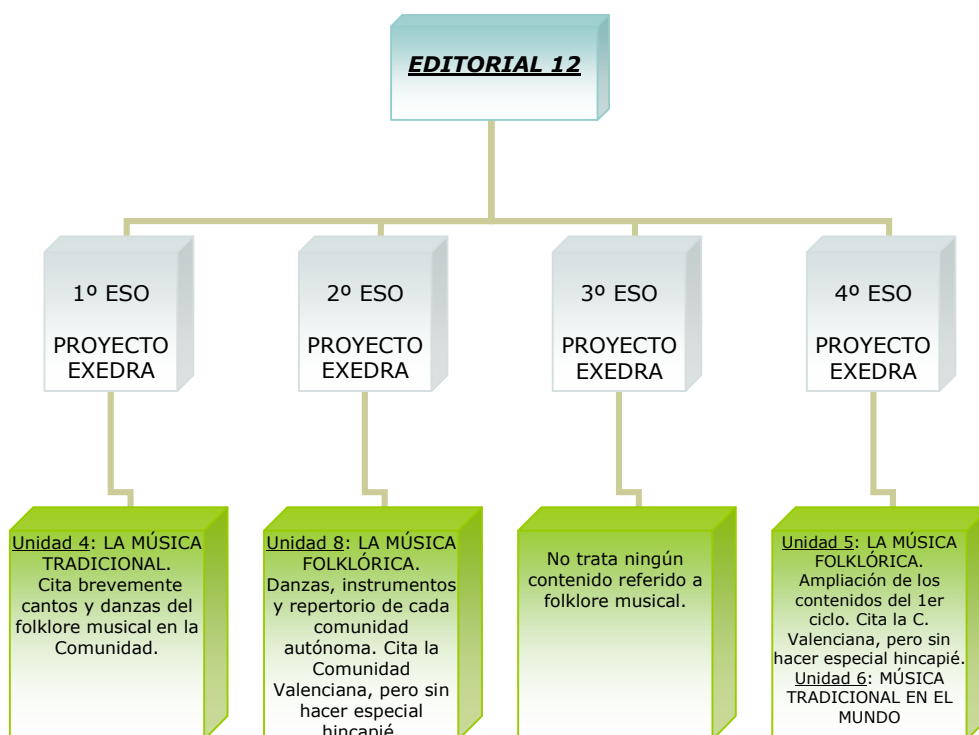 EDITORIAL 12
1º ESO
PROYECTO
EXEDRA
2º ESO
PROYECTO
EXEDRA
3º ESO
PROYECTO
EXEDRA
4º ESO
PROYECTO
EXEDRA
Unidad 4: LA MÚSICA
TRADICIONAL.
Cita brevemente
cantos y danzas del
folklore musical en la
Comunidad.
Unidad 8: LA MÚSICA
FOLKLÓRICA.
Danzas, instrumentos
y repertorio de cada
comunidad
autónoma. Cita la
Comunidad
Valenciana, pero sin
hacer especial
hincapié
No trata ningún
contenido referido a
folklore musical.
Unidad 5: LA MÚSICA
FOLKLÓRICA.
Ampliación de los
contenidos del 1er
ciclo. Cita la C.
Valenciana, pero sin
hacer especial hincapié.
Unidad 6: MÚSICA
TRADICIONAL EN EL
MUNDO